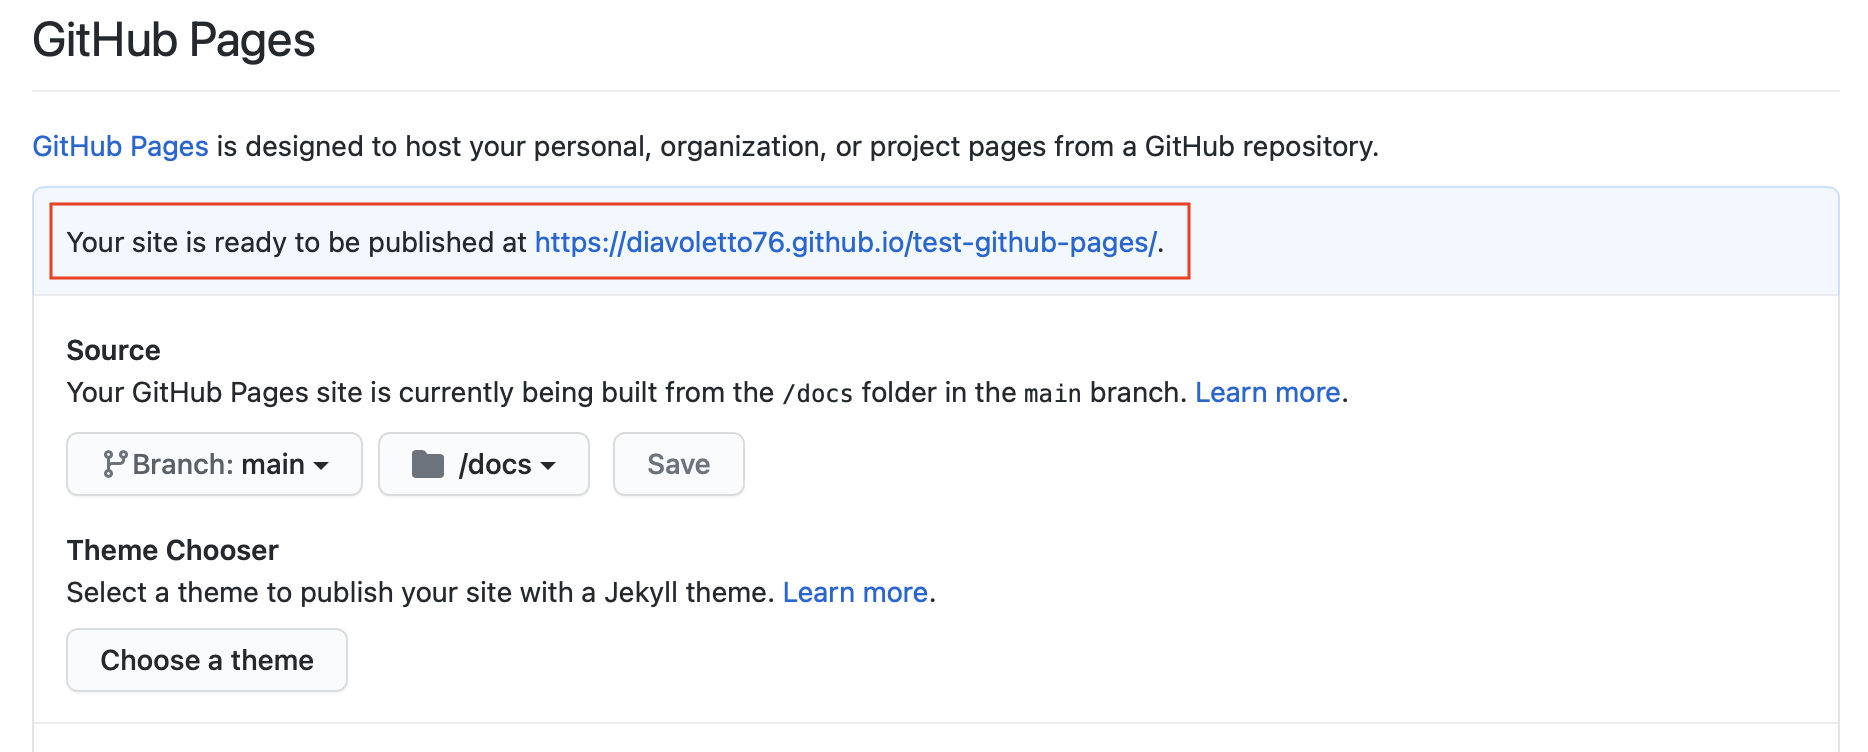 GitHub Pages
GitHub Pages is designed to host your personal, organization, or project pages from a GitHub repository.
Your site is ready to be published at https://diavoletto76.github.io/test-github-pages/.
Source
Your GitHub Pages site is currently being built from the /docs folder in the main branch. Learn more.
Branch: main /docs Save
Theme Chooser
Select a theme to publish your site with a Jekyll theme. Learn more.
Choose a theme